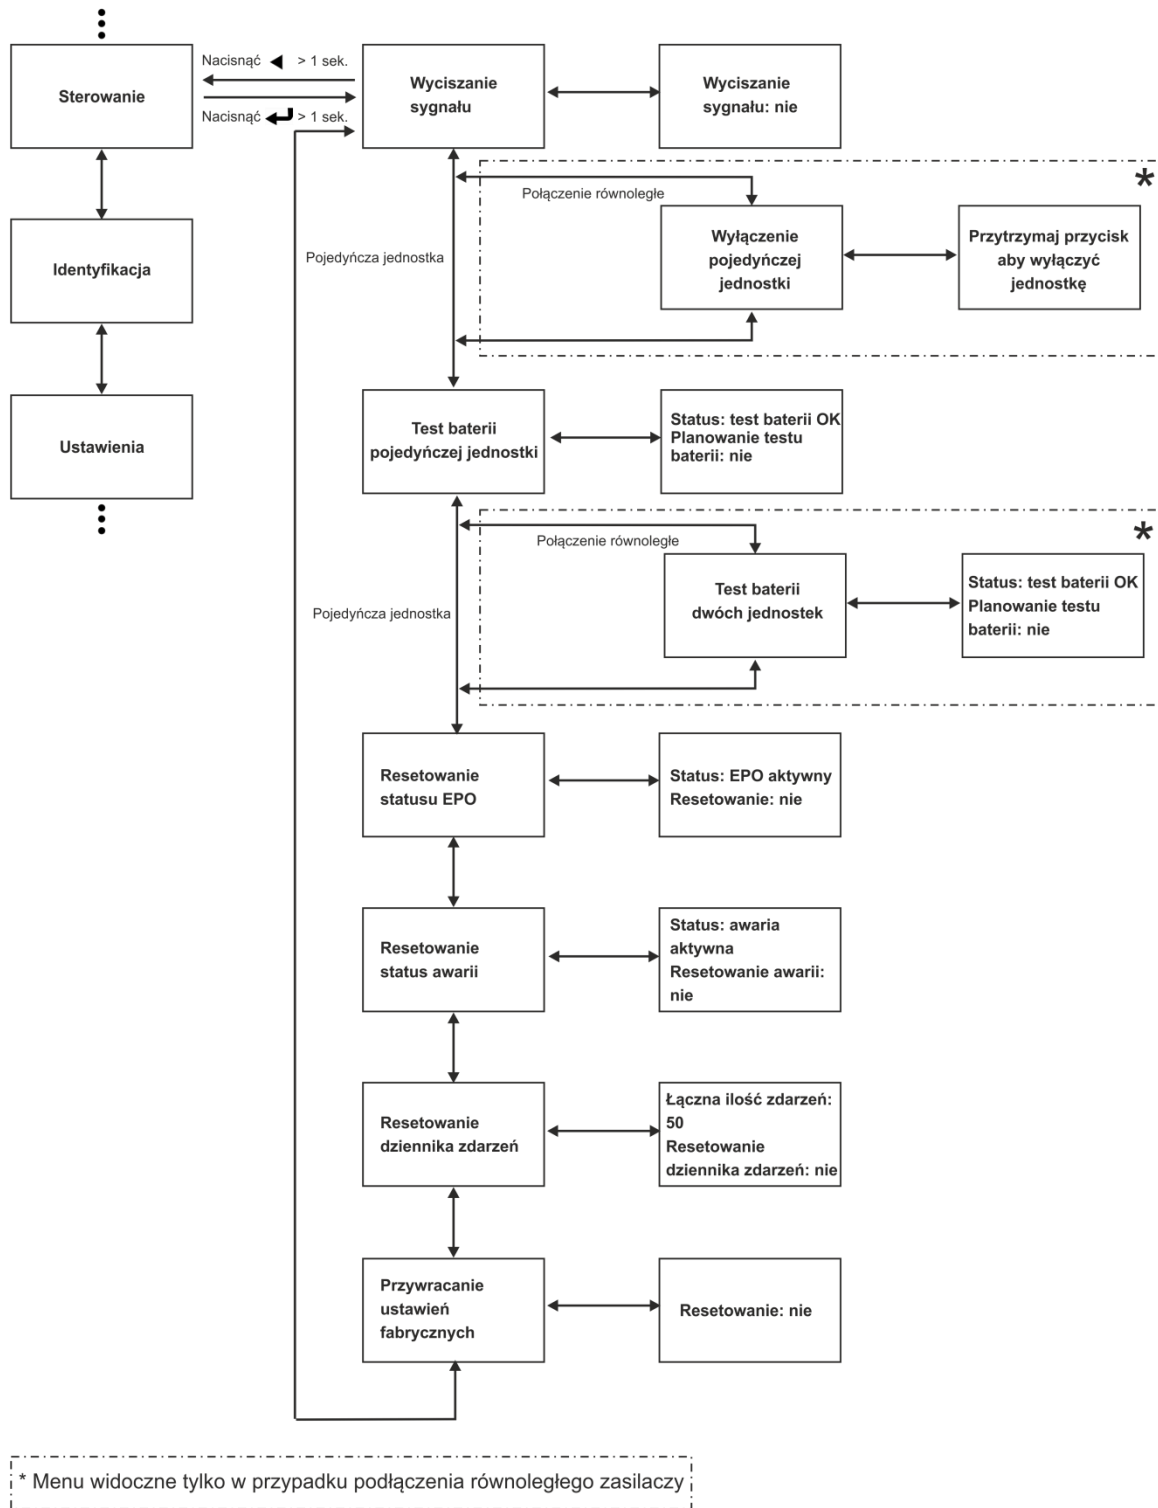 Sterowanie
Nacisnąć > 1 sek.
Nacisnąć > 1 sek.
Wyciszanie
sygnału
Wyciszanie
sygnału: nie
*
Połączenie równoległe
Identyfikacja
Pojedyńcza jednostka
Wyłączenie
pojedyńczej
jednostki
Przytrzymaj przycisk
aby wyłączyć
jednostkę
Ustawienia
Test baterii
pojedyńczej jednostki
Status: test baterii OK
Planowanie testu
baterii: nie
*
Połączenie równoległe
Pojedyńcza jednostka
Test baterii
dwóch jednostek
Status: test baterii OK
Planowanie testu
baterii: nie
Resetowanie
statusu EPO
Status: EPO aktywny
Resetowanie: nie
Resetowanie
status awarii
Status: awaria
aktywna
Resetowanie awarii:
nie
Resetowanie
dziennika zdarzeń
Łączna ilość zdarzeń:
50
Resetowanie
dziennika zdarzeń: nie
Przywracanie
ustawień
fabrycznych
Resetowanie: nie
* Menu widoczne tylko w przypadku podłączenia równoległego zasilaczy